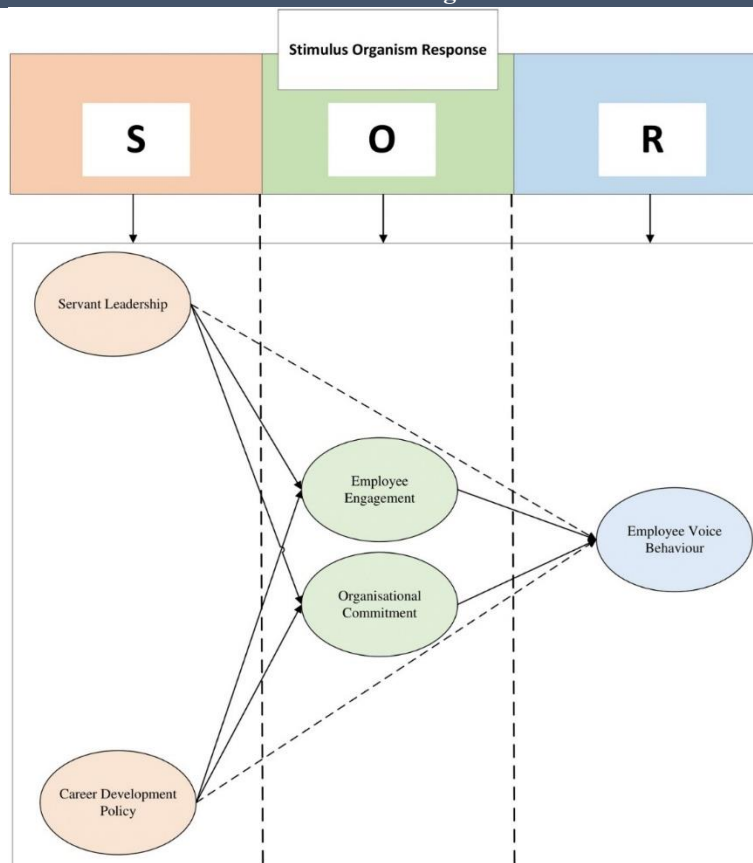 Stimulus Organism Response
S
O
R
Servant Leadership
Employee
Engagement
Employee Voice
Behaviour
Organisational
Commitment
Career Development
Policy